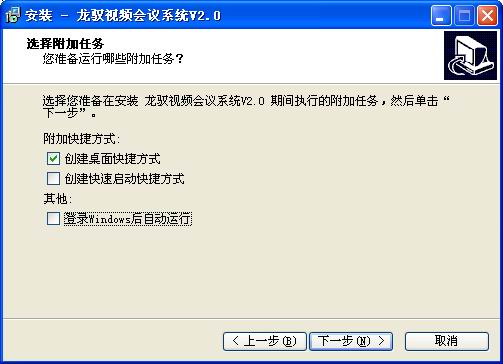 安装 - 龙驭视频会议系统V2.0
选择附加任务
您准备运行哪些附加任务？
选择您准备在安装 龙驭视频会议系统V2.0 期间执行的附加任务，然后单击“
下一步”。
附加快捷方式:
创建桌面快捷方式
创建快速启动快捷方式
其他:
登录Windows后自动运行
< 上一步(B) 下一步(N) > 取消